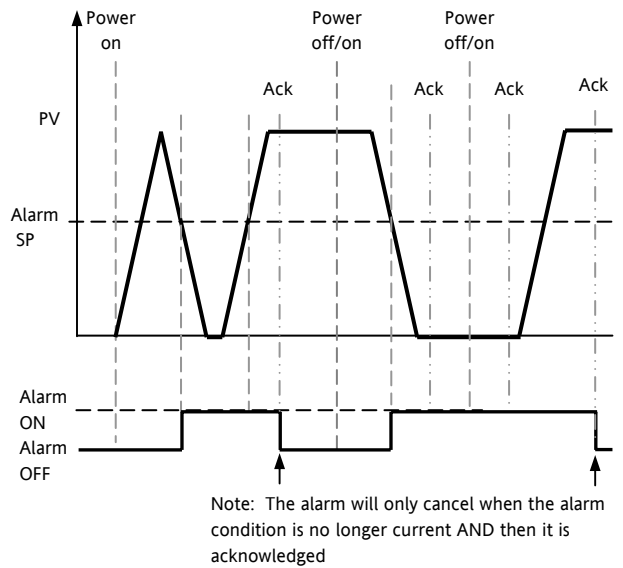 Power
on
Power
off/on
Power
off/on
Ack
Ack
Ack
Ack
PV
Alarm
SP
Alarm
ON
Alarm
OFF
Note: The alarm will only cancel when the alarm
condition is no longer current AND then it is
acknowledged